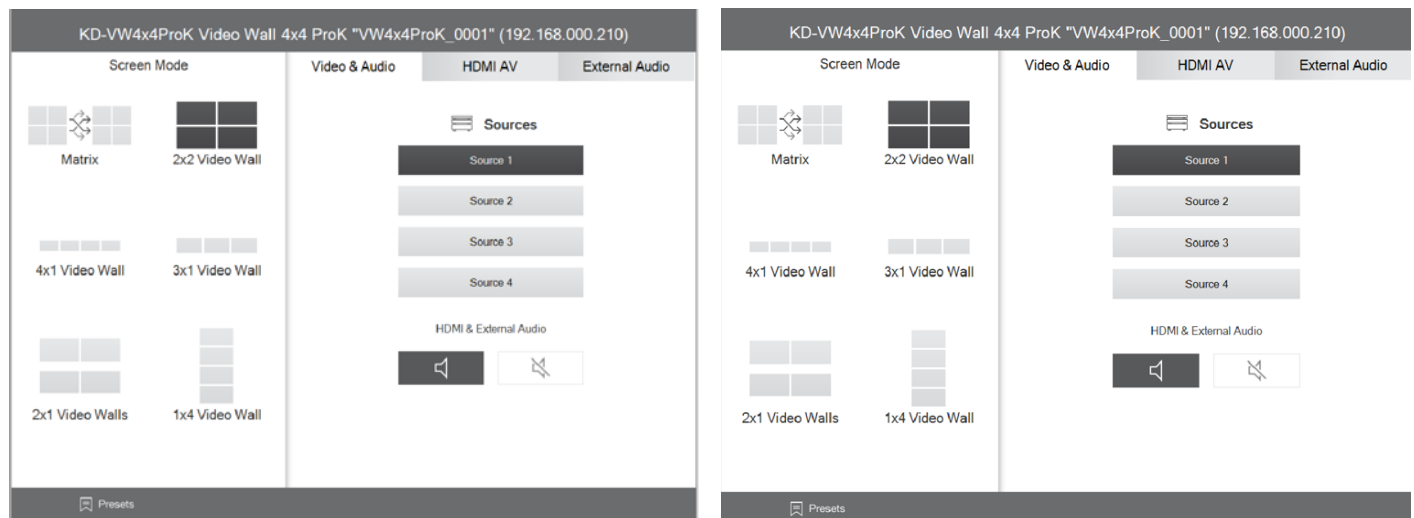 KD-VW4x4ProK Video Wall 4x4 ProK "VW4x4ProK_0001" (192.168.000.210)
Screen Mode
Video & Audio
HDMI AV
External Audio
Sources
Matrix
2x2 Video Wall
Source 1
Source 2
Source 3
4x1 Video Wall
3x1 Video Wall
Source 4
HDMI & External Audio
2x1 Video Walls
1x4 Video Wall
Presets
KD-VW4x4ProK Video Wall 4x4 ProK "VW4x4ProK_0001" (192.168.000.210)
Screen Mode
Video & Audio
HDMI AV
External Audio
Sources
Matrix
2x2 Video Wall
Source 1
Source 2
Source 3
4x1 Video Wall
3x1 Video Wall
Source 4
HDMI & External Audio
2x1 Video Walls
1x4 Video Wall
Presets